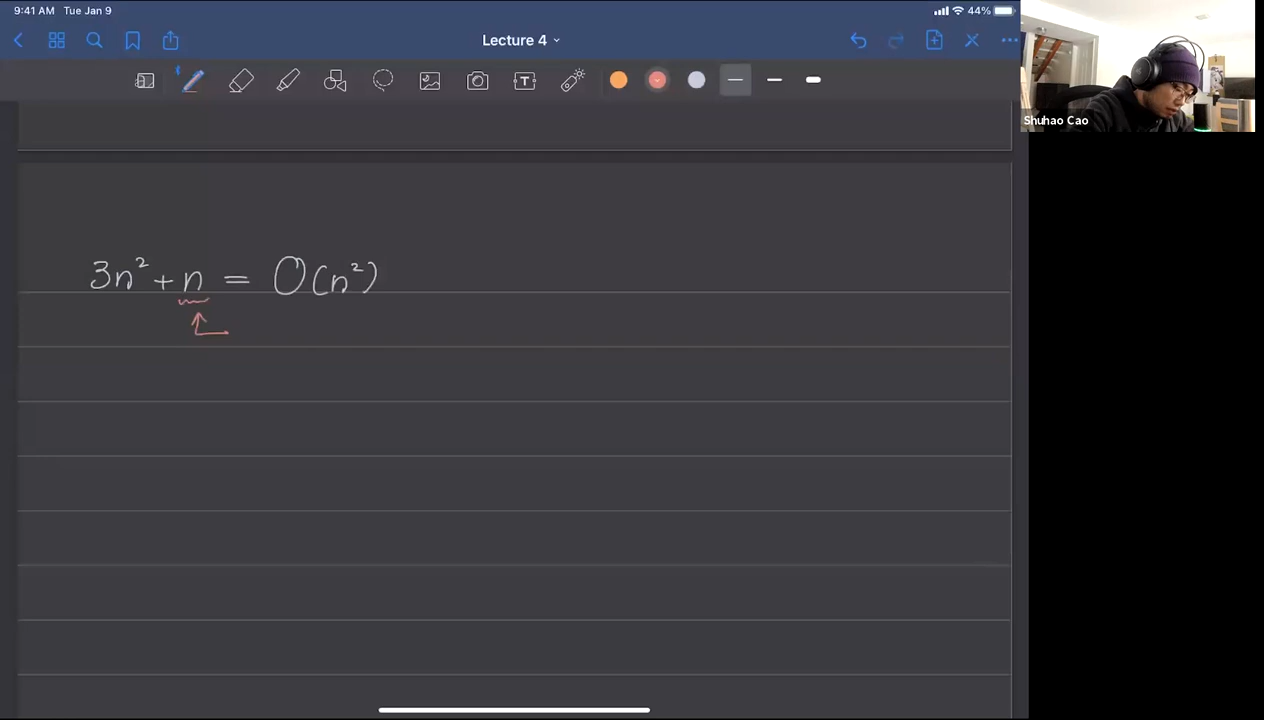 9:41 AM Tue Jan 9
44%
Lecture 4
Shuhao Cao
3n² + n = O(n²)